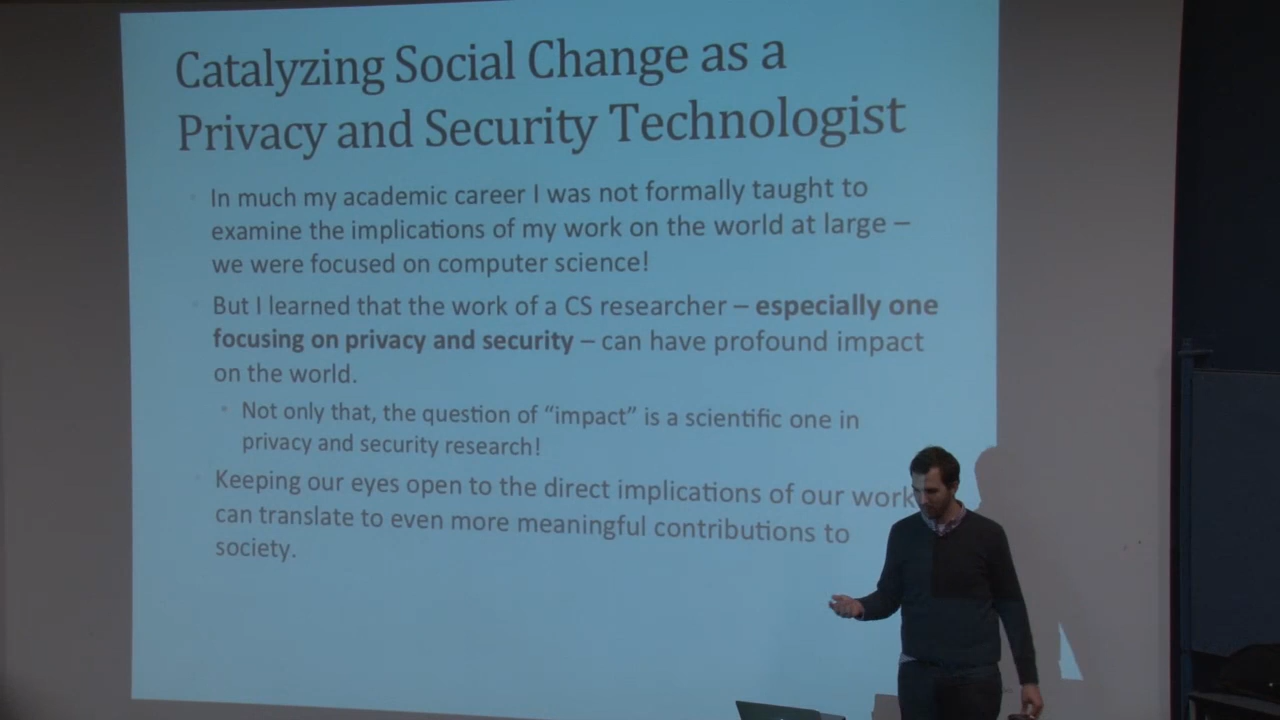 Catalyzing Social Change as a
Privacy and Security Technologist
In much my academic career I was not formally taught to
examine the implications of my work on the world at large –
we were focused on computer science!
But I learned that the work of a CS researcher – especially one
focusing on privacy and security – can have profound impact
on the world.
Not only that, the question of “impact” is a scientific one in
privacy and security research!
Keeping our eyes open to the direct implications of our work
can translate to even more meaningful contributions to
society.